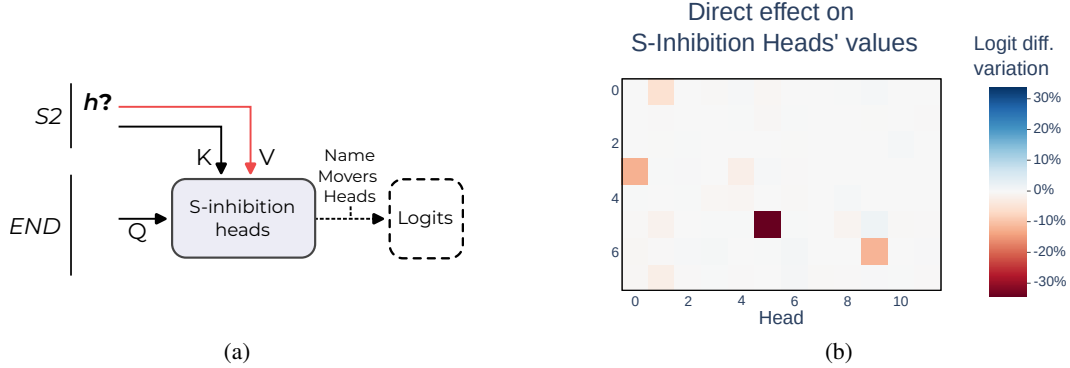 S2
h?
K
V
END
Q
S-inhibition
heads
Name
Movers
Heads
Logits
(a)
Direct effect on
S-Inhibition Heads' values
0
2
4
6
0 2 4 6 8 10
Head
Logit diff.
variation
30%
20%
10%
0%
-10%
-20%
-30%
(b)